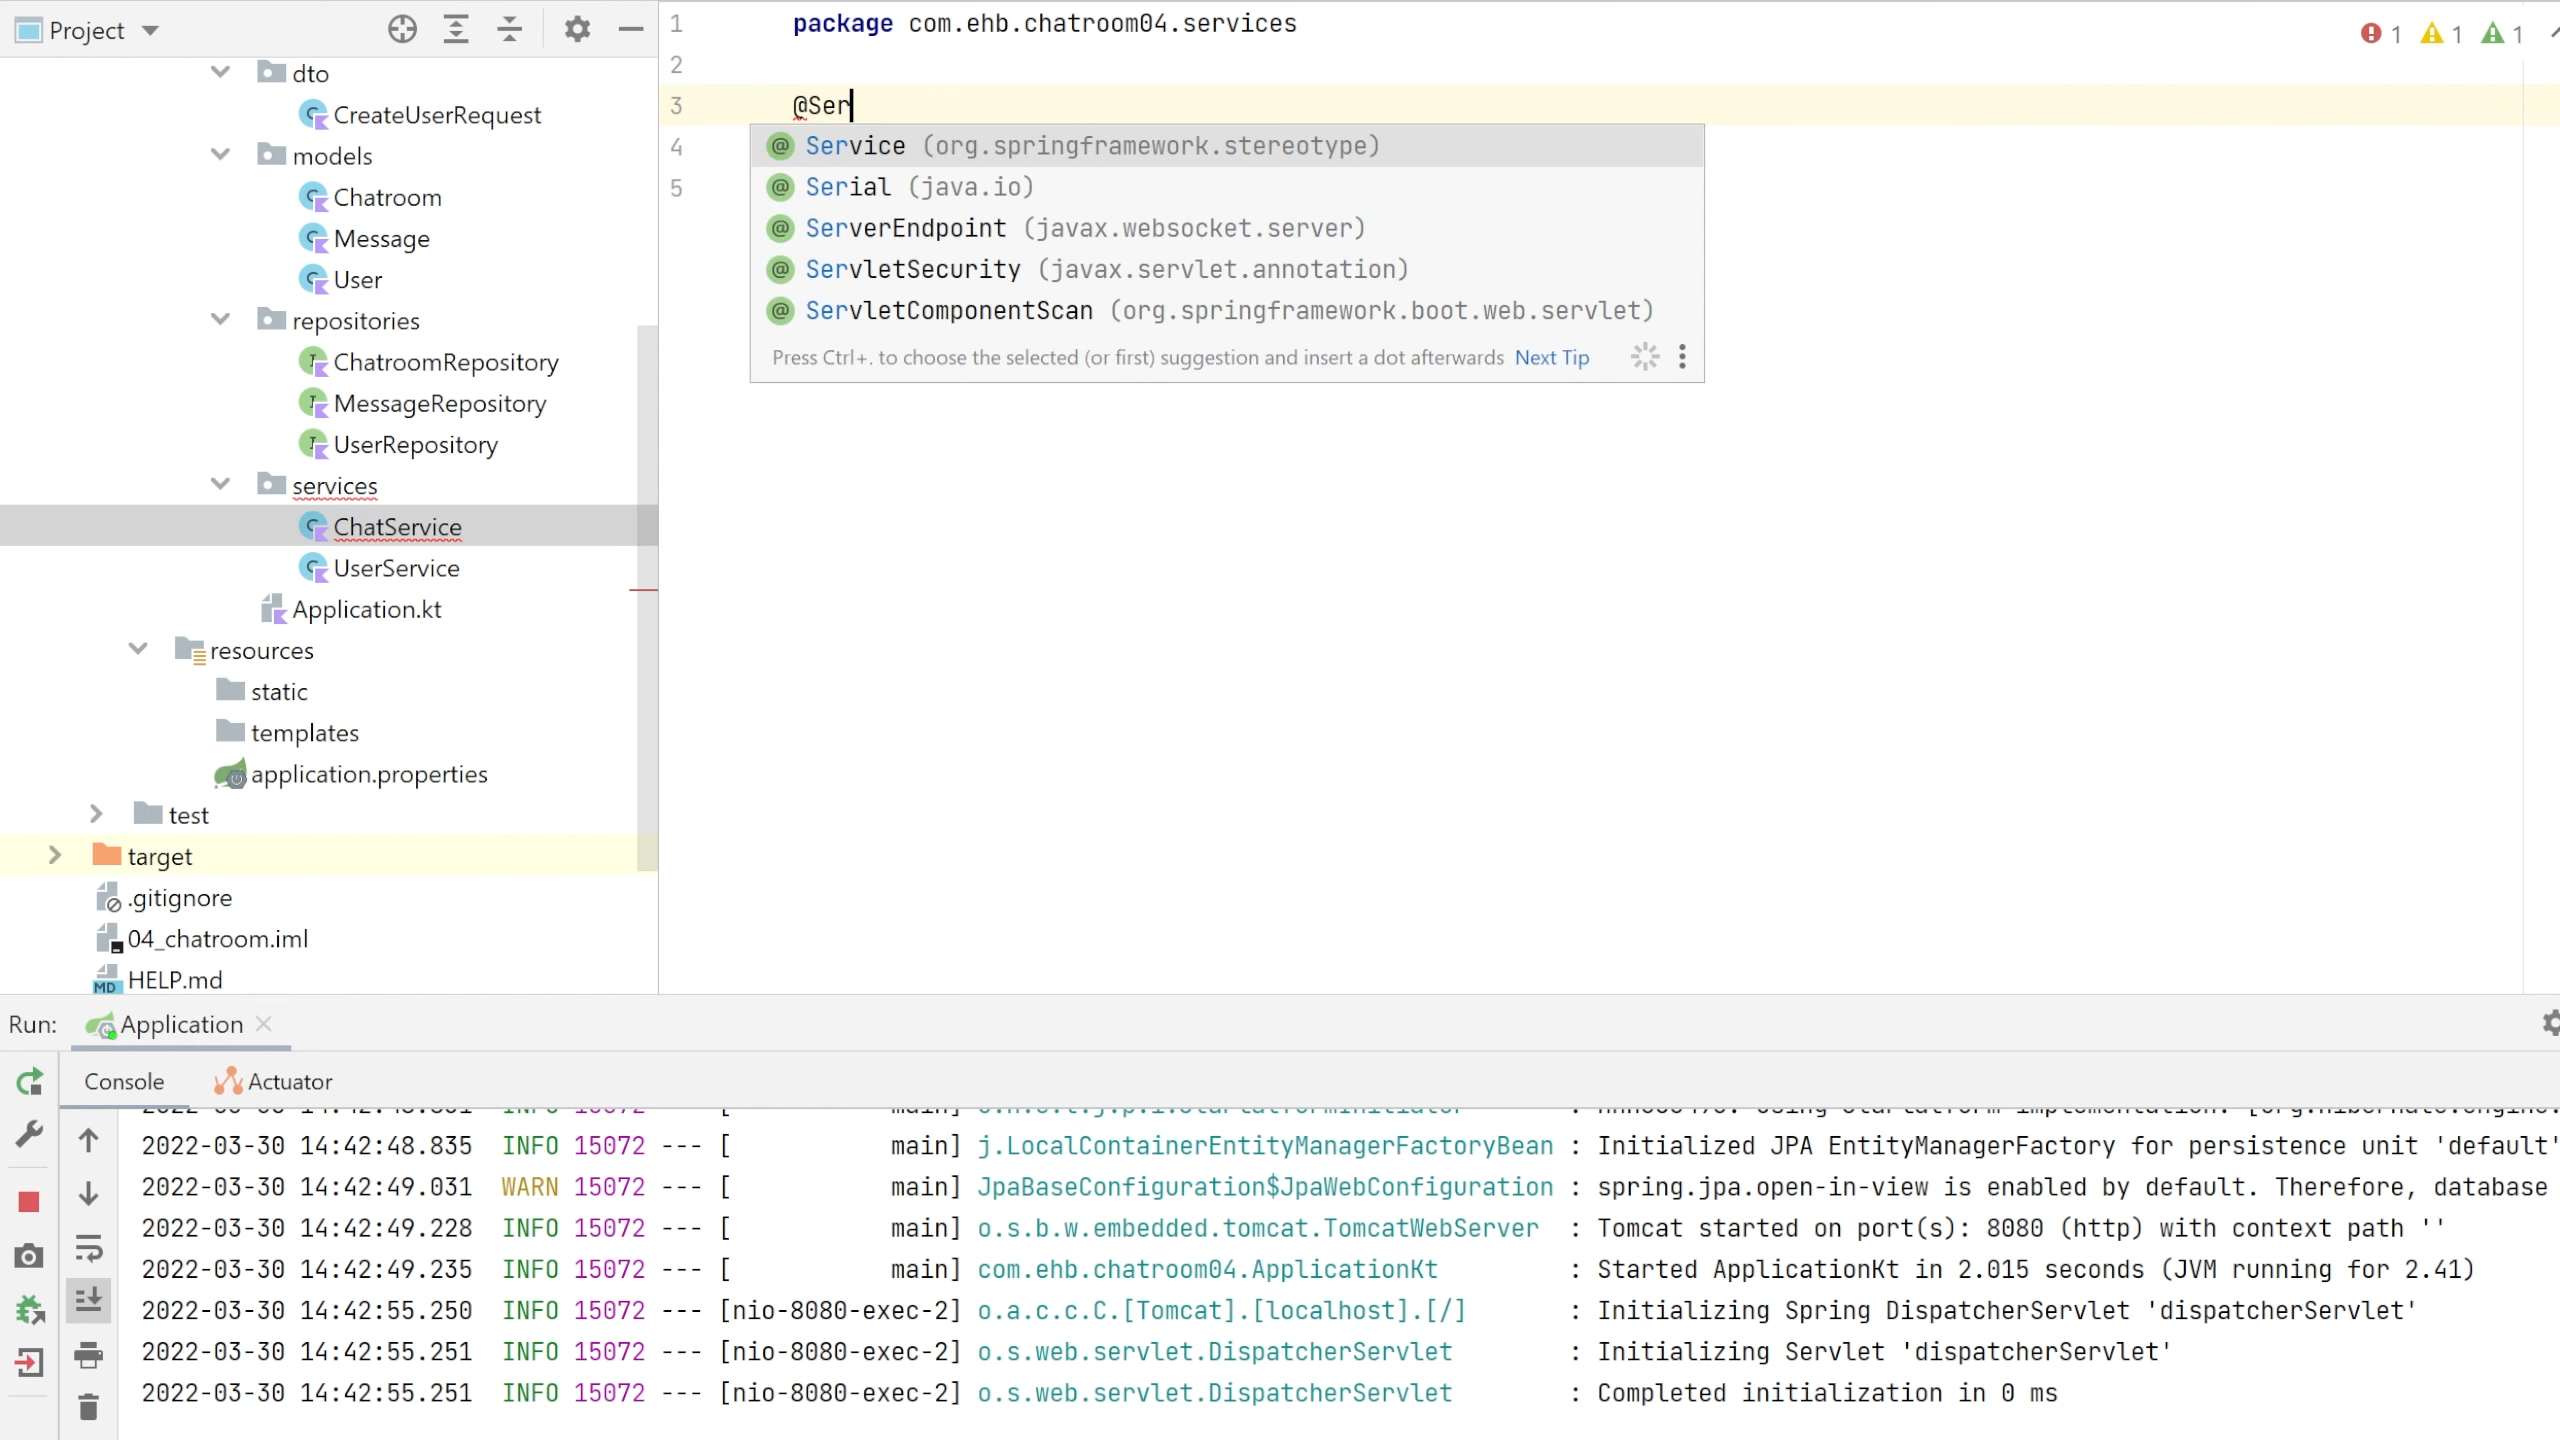 Project
dto
CreateUserRequest
models
Chatroom
Message
User
repositories
ChatroomRepository
MessageRepository
UserRepository
services
ChatService
UserService
Application.kt
resources
static
templates
application.properties
test
target
.gitignore
04_chatroom.iml
MD HELP.md
1 package com.ehb.chatroom04.services
1 1 1
2
3 @Ser
4
5
@ Service (org.springframework.stereotype)
@ Serial (java.io)
@ ServerEndpoint (javax.websocket.server)
@ ServletSecurity (javax.servlet.annotation)
@ ServletComponentScan (org.springframework.boot.web.servlet)
Press Ctrl+. to choose the selected (or first) suggestion and insert a dot afterwards Next Tip
Run: Application
Console Actuator
2022-03-30 14:42:48.835 INFO 15072 --- [ main] j.LocalContainerEntityManagerFactoryBean : Initialized JPA EntityManagerFactory for persistence unit 'default'
2022-03-30 14:42:49.031 WARN 15072 --- [ main] JpaBaseConfiguration$JpaWebConfiguration : spring.jpa.open-in-view is enabled by default. Therefore, database
2022-03-30 14:42:49.228 INFO 15072 --- [ main] o.s.b.w.embedded.tomcat.TomcatWebServer : Tomcat started on port(s): 8080 (http) with context path ''
2022-03-30 14:42:49.235 INFO 15072 --- [ main] com.ehb.chatroom04.ApplicationKt : Started ApplicationKt in 2.015 seconds (JVM running for 2.41)
2022-03-30 14:42:55.250 INFO 15072 --- [nio-8080-exec-2] o.a.c.c.C.[Tomcat].[localhost].[/] : Initializing Spring DispatcherServlet 'dispatcherServlet'
2022-03-30 14:42:55.251 INFO 15072 --- [nio-8080-exec-2] o.s.web.servlet.DispatcherServlet : Initializing Servlet 'dispatcherServlet'
2022-03-30 14:42:55.251 INFO 15072 --- [nio-8080-exec-2] o.s.web.servlet.DispatcherServlet : Completed initialization in 0 ms